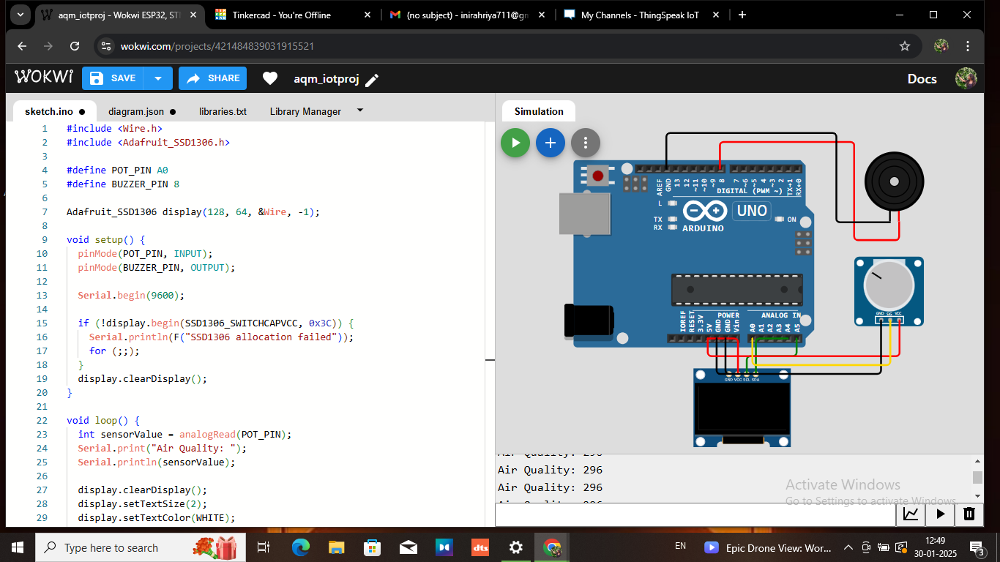 aqm_iotproj - Wokwi ESP32, ST
Tinkercad - You're Offline
(no subject) - inirahriya711@gr
My Channels - ThingSpeak IoT
wokwi.com/projects/421484839031915521
WOKWI
SAVE
SHARE
aqm_iotproj
Docs
sketch.ino
diagram.json
libraries.txt
Library Manager
Simulation
1 #include <Wire.h>
2 #include <Adafruit_SSD1306.h>
3
4 #define POT_PIN A0
5 #define BUZZER_PIN 8
6
7 Adafruit_SSD1306 display(128, 64, &Wire, -1);
8
9 void setup() {
10 pinMode(POT_PIN, INPUT);
11 pinMode(BUZZER_PIN, OUTPUT);
12
13 Serial.begin(9600);
14
15 if (!display.begin(SSD1306_SWITCHCAPVCC, 0x3C)) {
16 Serial.println(F("SSD1306 allocation failed"));
17 for (;;);
18 }
19 display.clearDisplay();
20 }
21
22 void loop() {
23 int sensorValue = analogRead(POT_PIN);
24 Serial.print("Air Quality: ");
25 Serial.println(sensorValue);
26
27 display.clearDisplay();
28 display.setTextSize(2);
29 display.setTextColor(WHITE);
AREF
GND
13
12
~11
~10
~9
8
7
~6
~5
4
~3
2
TX→1
RX←0
DIGITAL (PWM ~)
L
TX
RX
UNO
ON
ARDUINO
IOREF
RESET
3.3V
5V
GND
GND
Vin
POWER
ANALOG IN
A0
A1
A2
A3
A4
A5
GND SIG VCC
GND VCC SCL SDA
Air Quality: 296
Air Quality: 296
Air Quality: 296
Activate Windows
Go to Settings to activate Windows.
Type here to search
dts
EN
Epic Drone View: Wor...
12:49
30-01-2025
3